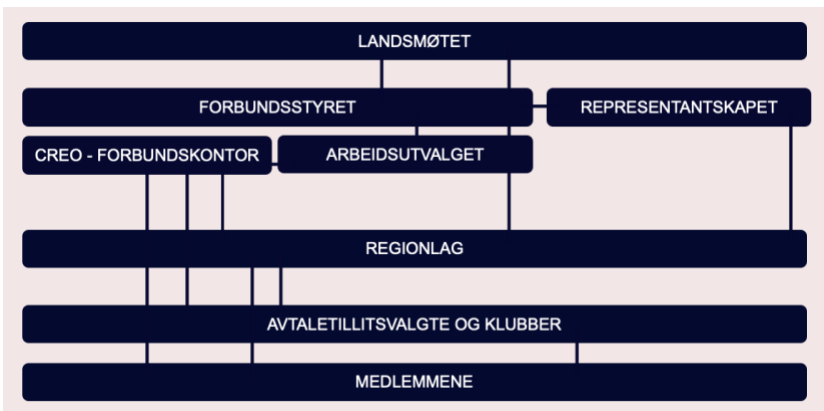 LANDSMØTET
FORBUNDSSTYRET
REPRESENTANTSKAPET
CREO - FORBUNDSKONTOR
ARBEIDSUTVALGET
REGIONLAG
AVTALETILLITSVALGTE OG KLUBBER
MEDLEMMENE